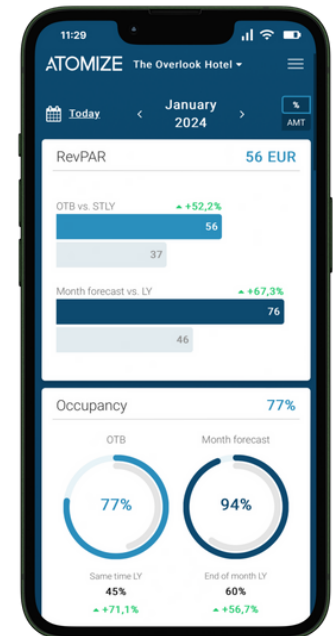 11:29
ATOMIZE The Overlook Hotel
Today
January
2024
%
AMT
RevPAR 56 EUR
OTB vs. STLY +52,2%
56
37
Month forecast vs. LY +67,3%
76
46
Occupancy 77%
OTB Month forecast
77% 94%
Same time LY End of month LY
45% 60%
+71,1% +56,7%